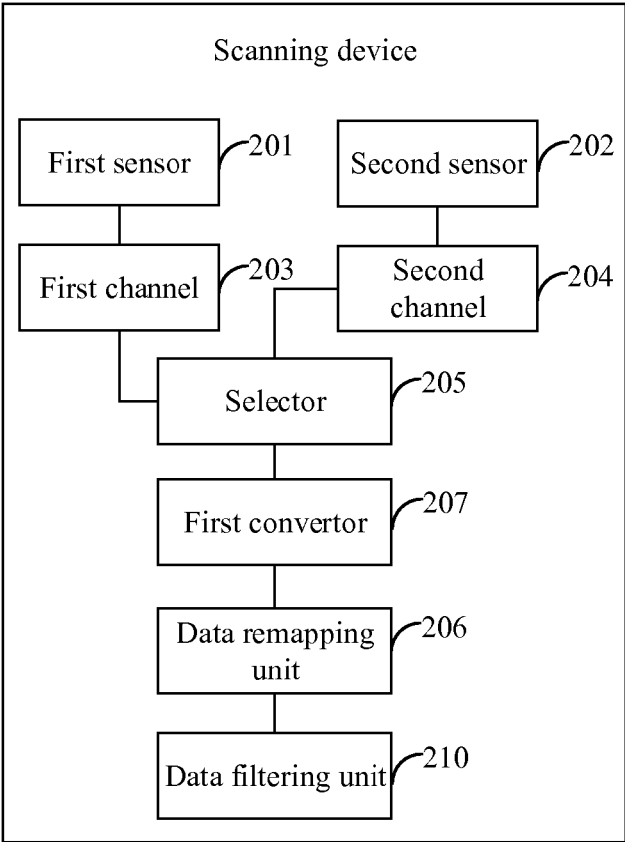 Scanning device
First sensor
201
Second sensor
202
First channel
203
Second
channel
204
Selector
205
First convertor
207
Data remapping
unit
206
Data filtering unit
210